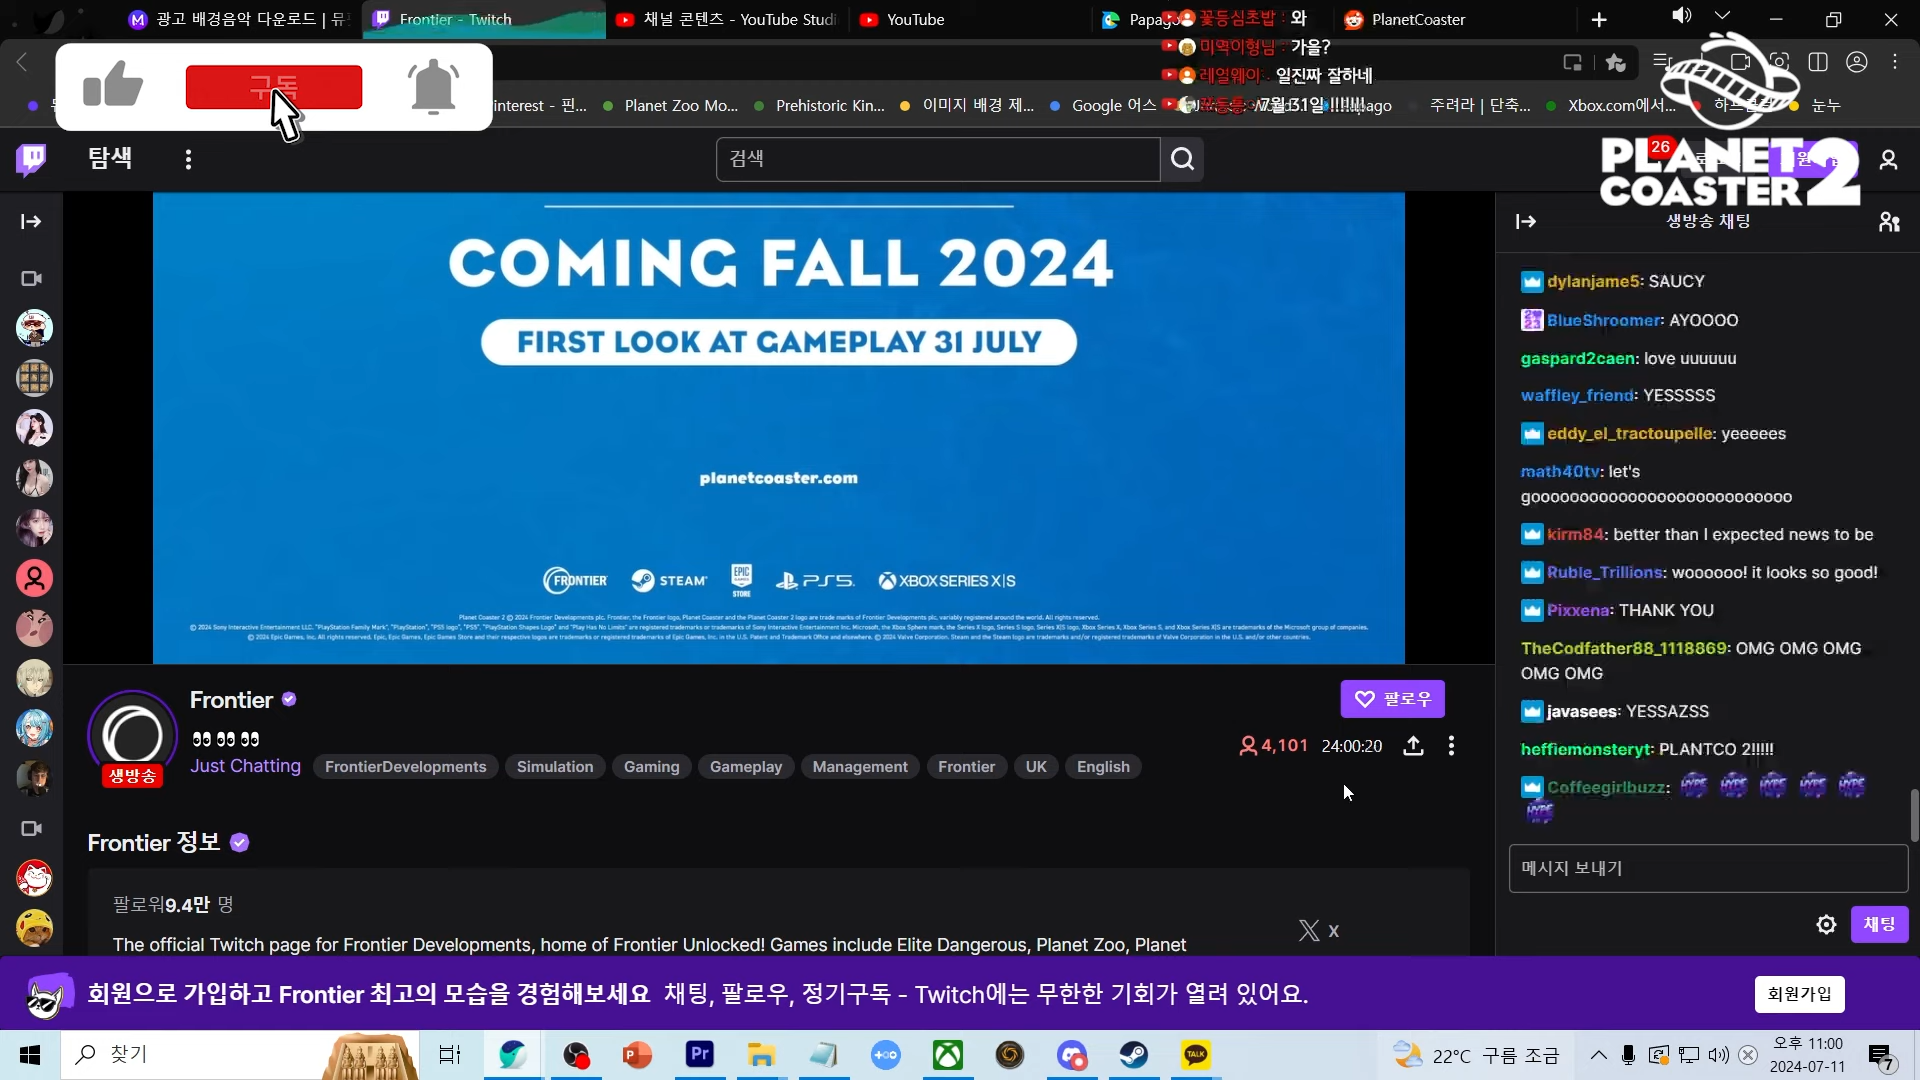 광고 배경음악 다운로드 | 뮤
Frontier - Twitch
채널 콘텐츠 - YouTube Studi
YouTube
Papago
PlanetCoaster
꽃등심초밥 : 와
미역이형님 : 가을?
레일웨이 : 일진짜 잘하네
7월 31일 !!!!!!!
구독
interest - 핀...
Planet Zoo Mo...
Prehistoric Kin...
이미지 배경 제...
Google 어스
주려라 | 단축...
Xbox.com에서...
눈누
탐색
검색
26
PLANET
COASTER 2
생방송 채팅
COMING FALL 2024
FIRST LOOK AT GAMEPLAY 31 JULY
planetcoaster.com
FRONTIER
STEAM
EPIC
GAMES
STORE
PS5
XBOX SERIES X|S
dylanjame5: SAUCY
BlueShroomer: AYOOOO
gaspard2caen: love uuuuuu
waffley_friend: YESSSSS
eddy_el_tractoupelle: yeeeees
math40tv: let's
gooooooooooooooooooooooooooo
kirm84: better than I expected news to be
Ruble_Trillions: woooooo! it looks so good!
Pixxena: THANK YOU
TheCodfather88_1118869: OMG OMG OMG
OMG OMG
javasees: YESSAZSS
heffiemonsteryt: PLANTCO 2!!!!!
Coffeegirlbuzz: HYPE HYPE HYPE HYPE HYPE
HYPE
메시지 보내기
채팅
Frontier
팔로우
4,101
24:00:20
Just Chatting
FrontierDevelopments
Simulation
Gaming
Gameplay
Management
Frontier
UK
English
생방송
Frontier 정보
팔로워9.4만 명
The official Twitch page for Frontier Developments, home of Frontier Unlocked! Games include Elite Dangerous, Planet Zoo, Planet
X
회원으로 가입하고 Frontier 최고의 모습을 경험해보세요 채팅, 팔로우, 정기구독 - Twitch에는 무한한 기회가 열려 있어요.
회원가입
찾기
Pr
TALK
22°C 구름 조금
오후 11:00
2024-07-11
7